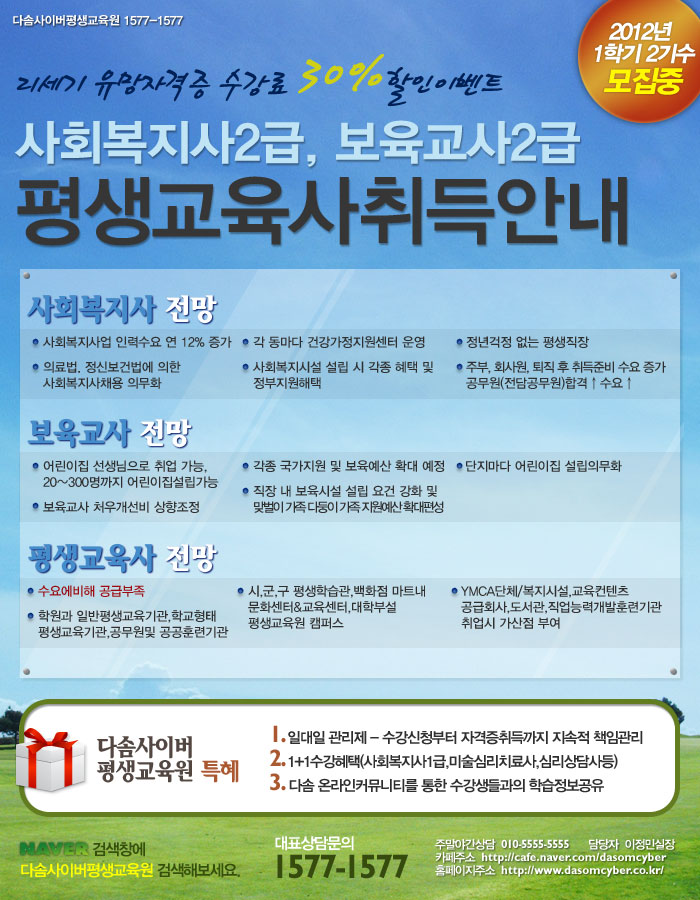 다솜사이버평생교육원 1577-1577
2012년
1학기 2기수
모집중
21세기 유망자격증 수강료 30%할인이벤트
사회복지사2급, 보육교사2급
평생교육사취득안내
사회복지사 전망
사회복지사업 인력수요 연 12% 증가
각 동마다 건강가정지원센터 운영
정년걱정 없는 평생직장
의료법, 정신보건법에 의한
사회복지사채용 의무화
사회복지시설 설립 시 각종 혜택 및
정부지원해택
주부, 회사원, 퇴직 후 취득준비 수요 증가
공무원(전담공무원)합격↑수요↑
보육교사 전망
어린이집 선생님으로 취업 가능,
20~300명까지 어린이집설립가능
각종 국가지원 및 보육예산 확대 예정
단지마다 어린이집 설립의무화
보육교사 처우개선비 상향조정
직장 내 보육시설 설립 요건 강화 및
맞벌이 가족 다둥이 가족 지원예산 확대편성
평생교육사 전망
수요에비해 공급부족
시,군,구 평생학습관,백화점 마트내
문화센터&교육센터,대학부설
평생교육원 캠퍼스
YMCA단체/복지시설,교육컨텐츠
공급회사,도서관,직업능력개발훈련기관
취업시 가산점 부여
학원과 일반평생교육기관,학교형태
평생교육기관,공무원및 공공훈련기관
다솜사이버
평생교육원 특혜
1. 일대일 관리제 - 수강신청부터 자격증취득까지 지속적 책임관리
2. 1+1수강혜택(사회복지사1급,미술심리치료사,심리상담사등)
3. 다솜 온라인커뮤니티를 통한 수강생들과의 학습정보공유
NAVER 검색창에
다솜사이버평생교육원 검색해보세요.
대표상담문의
1577-1577
주말야간상담 010-5555-5555 담당자 이정민실장
카페주소 http://cafe.naver.com/dasomcyber
홈페이지주소 http://www.dasomcyber.co.kr/